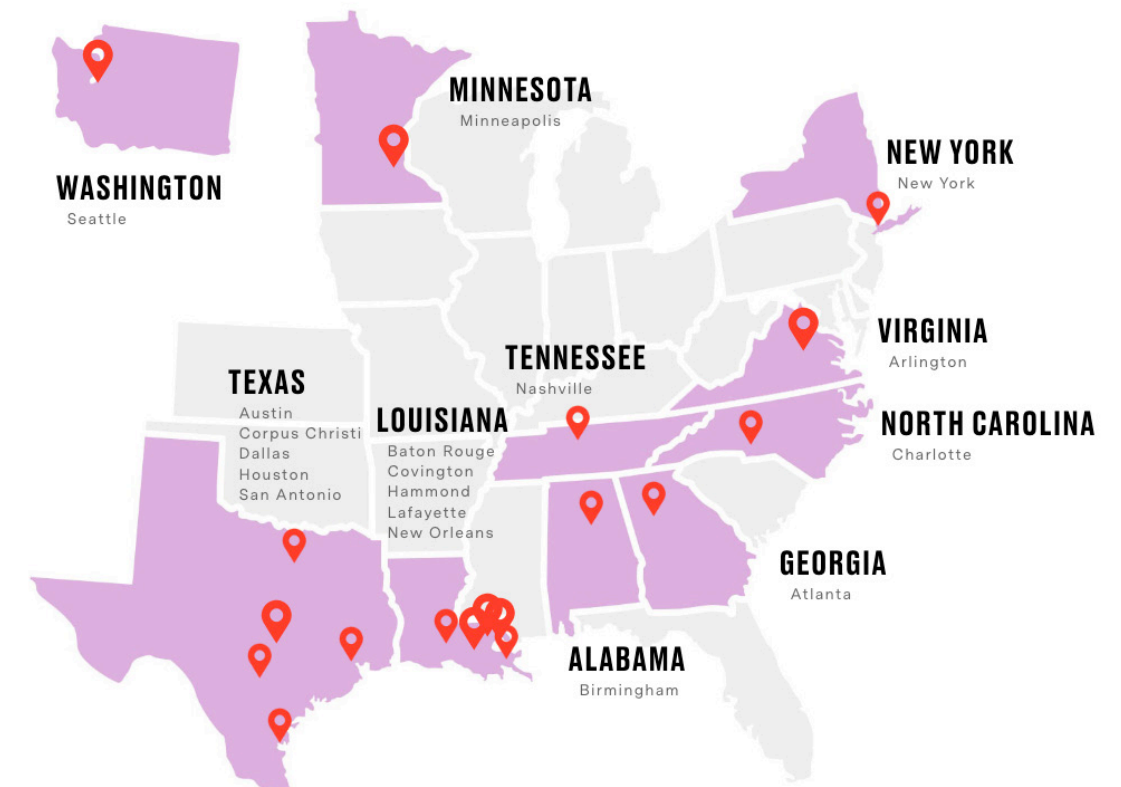 MINNESOTA
Minneapolis
WASHINGTON
Seattle
NEW YORK
New York
VIRGINIA
Arlington
TENNESSEE
Nashville
TEXAS
Austin
Corpus Christi
Dallas
Houston
San Antonio
LOUISIANA
Baton Rouge
Covington
Hammond
Lafayette
New Orleans
NORTH CAROLINA
Charlotte
GEORGIA
Atlanta
ALABAMA
Birmingham